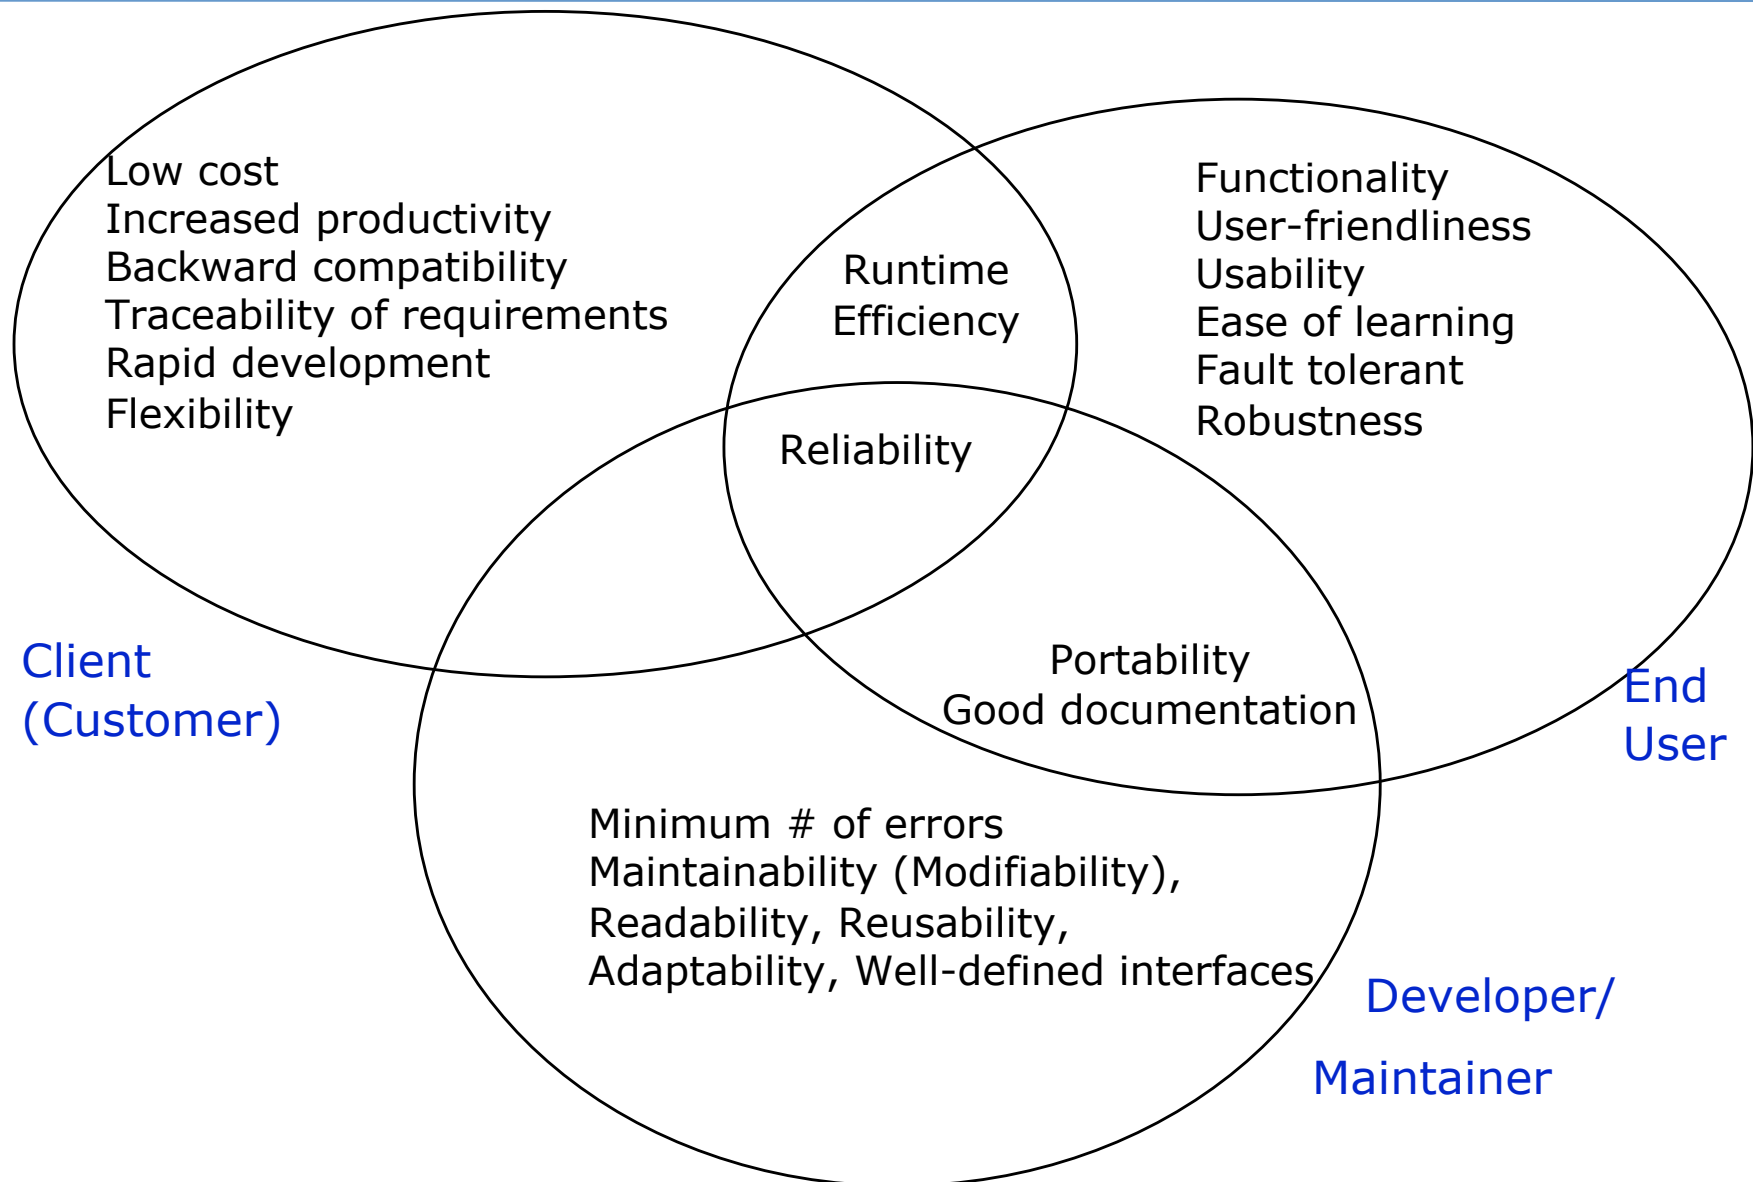 Low cost
Increased productivity
Backward compatibility
Traceability of requirements
Rapid development
Flexibility
Runtime
Efficiency
Functionality
User-friendliness
Usability
Ease of learning
Fault tolerant
Robustness
Reliability
Client
(Customer)
Portability
Good documentation
End
User
Minimum # of errors
Maintainability (Modifiability),
Readability, Reusability,
Adaptability, Well-defined interfaces
Developer/
Maintainer